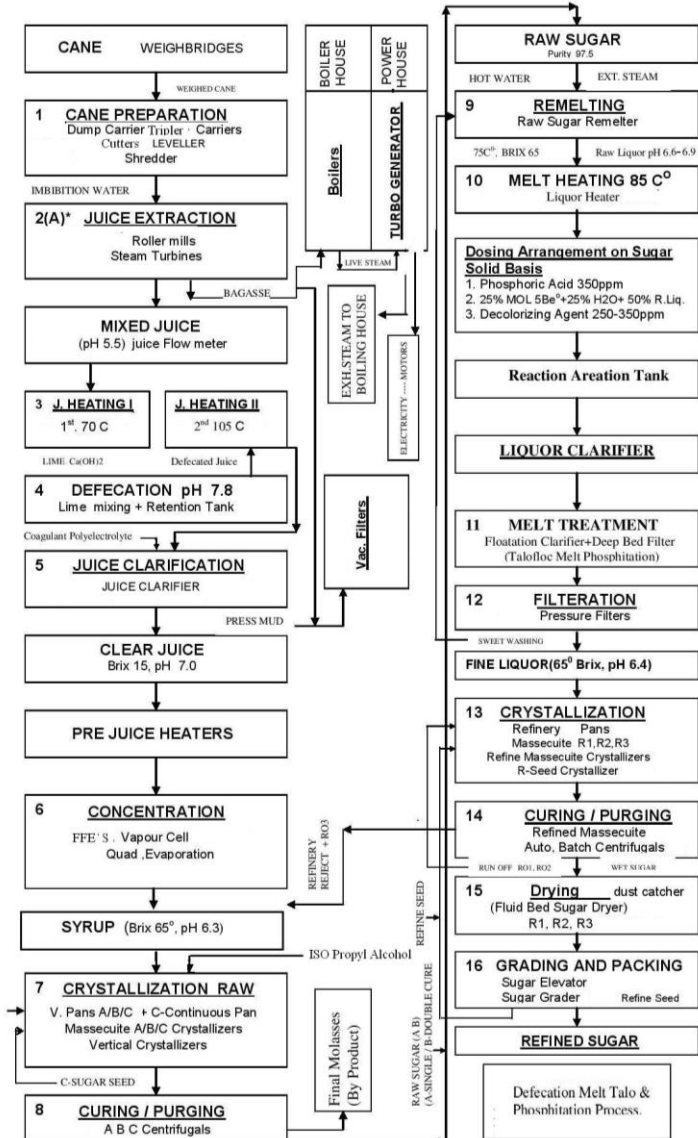 CANE WEIGHBRIDGES
WEIGHED CANE
1 CANE PREPARATION
Dump Carrier Tripler · Carriers
Cutters LEVELLER
Shredder
IMBIBITION WATER
2(A)* JUICE EXTRACTION
Roller mills
Steam Turbines
BAGASSE
MIXED JUICE
(pH 5.5) juice Flow meter
3 J. HEATING I
1st. 70 C
J. HEATING II
2nd 105 C
LIME Ca(OH)2
Defecated Juice
4 DEFECATION pH 7.8
Lime mixing + Retention Tank
Coagulant Polyelectrolyte
5 JUICE CLARIFICATION
JUICE CLARIFIER
PRESS MUD
CLEAR JUICE
Brix 15, pH 7.0
PRE JUICE HEATERS
6 CONCENTRATION
FFE'S . Vapour Cell
Quad ,Evaporation
SYRUP (Brix 65º, pH 6.3)
ISO Propyl Alcohol
7 CRYSTALLIZATION RAW
V. Pans A/B/C + C-Continuous Pan
Massecuite A/B/C Crystallizers
Vertical Crystallizers
C-SUGAR SEED
8 CURING / PURGING
A B C Centrifugals
BOILER
HOUSE
POWER
HOUSE
Boilers
TURBO GENERATOR
LIVE STEAM
EXH.STEAM TO
BOILING HOUSE
ELECTRICITY ---- MOTORS
Vac. Filters
REFINERY
REJECT + RO3
Final Molasses
(By Product)
REFINE SEED
RAW SUGAR (A B)
(A-SINGLE / B-DOUBLE CURE)
RAW SUGAR
Purity 97.5
HOT WATER
EXT. STEAM
9 REMELTING
Raw Sugar Remelter
75Cº, BRIX 65
Raw Liquor pH 6.6-6.9
10 MELT HEATING 85 CO
Liquor Heater
Dosing Arrangement on Sugar
Solid Basis
1. Phosphoric Acid 350ppm
2. 25% MOL 5Beº+25% H2O+ 50% R.Liq.
3. Decolorizing Agent 250-350ppm
Reaction Areation Tank
LIQUOR CLARIFIER
11 MELT TREATMENT
Floatation Clarifier+Deep Bed Filter
(Talofloc Melt Phosphitation)
12 FILTERATION
Pressure Filters
SWEET WASHING
FINE LIQUOR(65⁰ Brix, pH 6.4)
13 CRYSTALLIZATION
Refinery Pans
Massecuite R1,R2,R3
Refine Massecuite Crystallizers
R-Seed Crystallizer
14 CURING / PURGING
Refined Massecuite
Auto, Batch Centrifugals
RUN OFF RO1, RO2
WET SUGAR
15 Drying dust catcher
(Fluid Bed Sugar Dryer)
R1, R2, R3
16 GRADING AND PACKING
Sugar Elevator
Sugar Grader Refine Seed
REFINED SUGAR
Defecation Melt Talo &
Phosphitation Process.